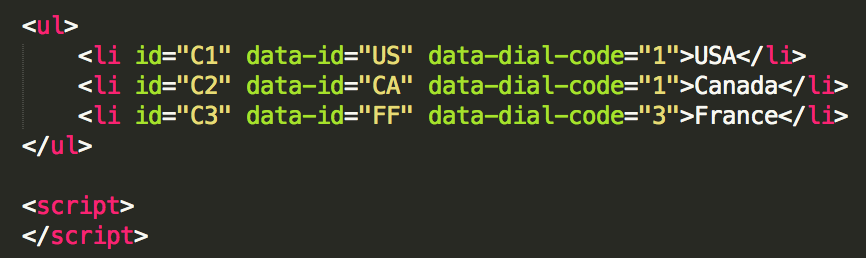 <ul>
    <li id="C1" data-id="US" data-dial-code="1">USA</li>
    <li id="C2" data-id="CA" data-dial-code="1">Canada</li>
    <li id="C3" data-id="FF" data-dial-code="3">France</li>
</ul>

<script>
</script>